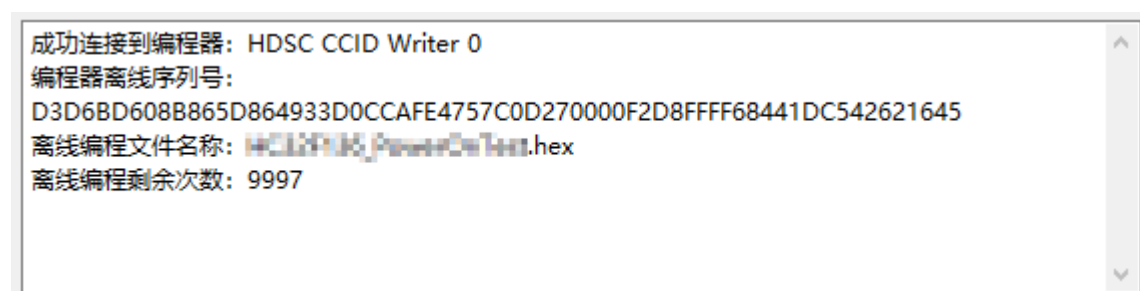 成功连接到编程器: HDSC CCID Writer 0
编程器离线序列号:
D3D6BD608B865D864933D0CCAFE4757C0D270000F2D8FFFF68441DC542621645
离线编程文件名称: .hex
离线编程剩余次数: 9997